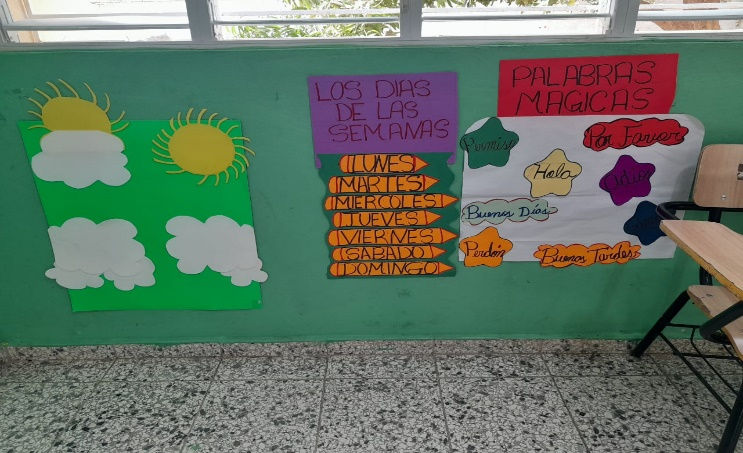 LOS DIAS
DE LAS
SEMANAS
LUNES
MARTES
MIERCOLES
JUEVES
VIERNES
SABADO
DOMINGO
PALABRAS
MAGICAS
Permiso
Por Favor
Hola
Adios
Buenos Días
Perdón
Buenas Tardes